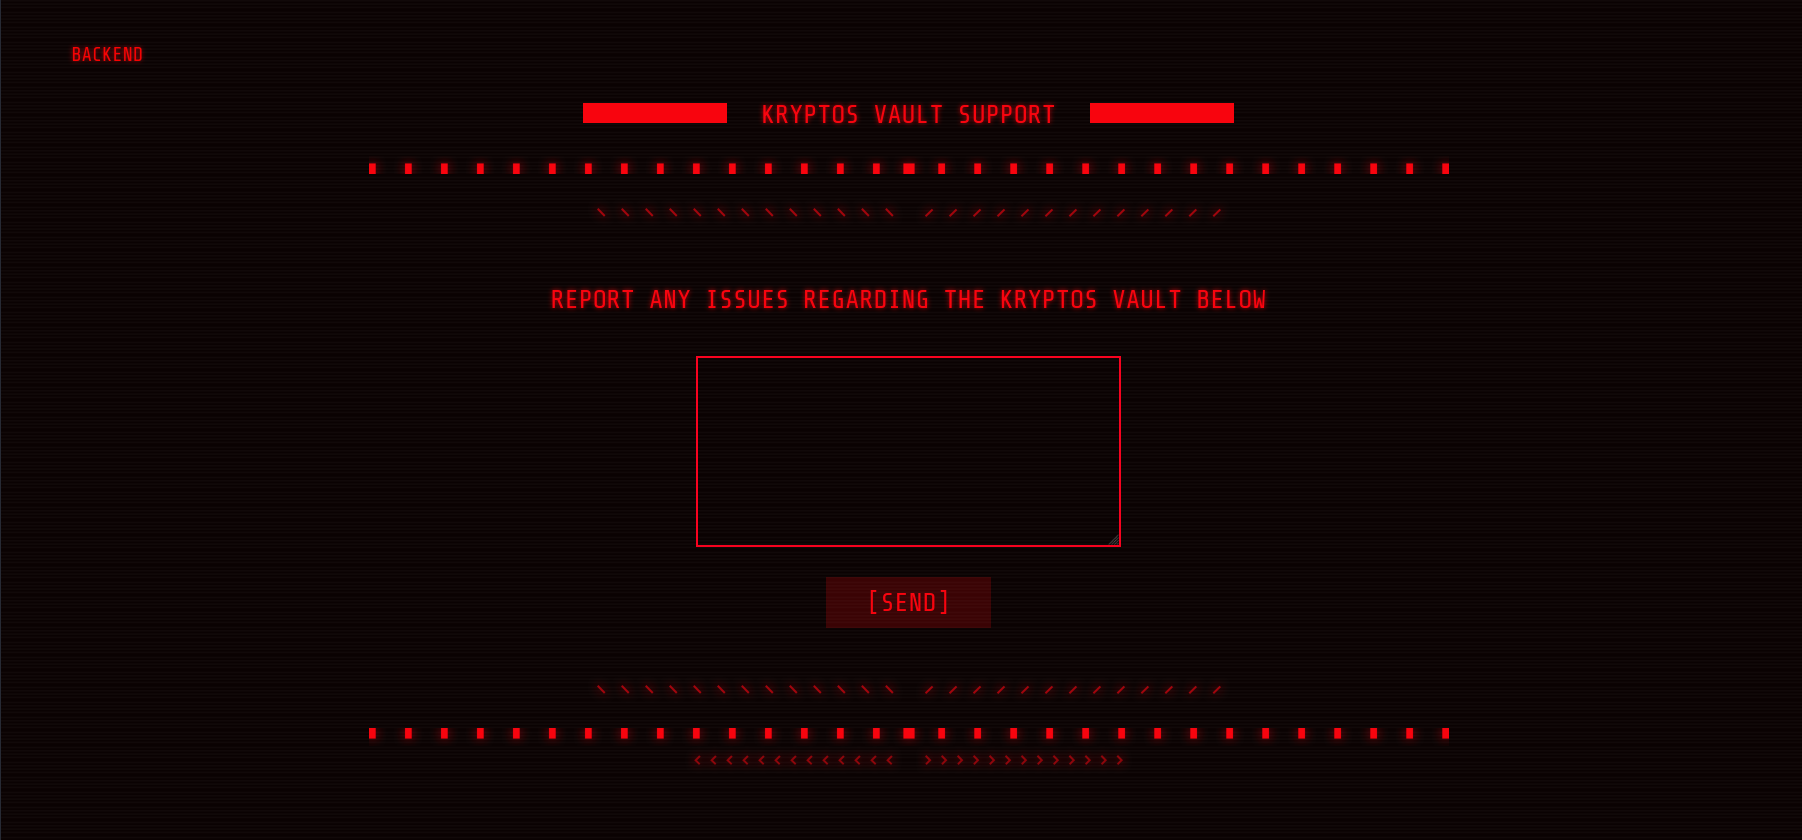 BACKEND
KRYPTOS VAULT SUPPORT
REPORT ANY ISSUES REGARDING THE KRYPTOS VAULT BELOW
[SEND]